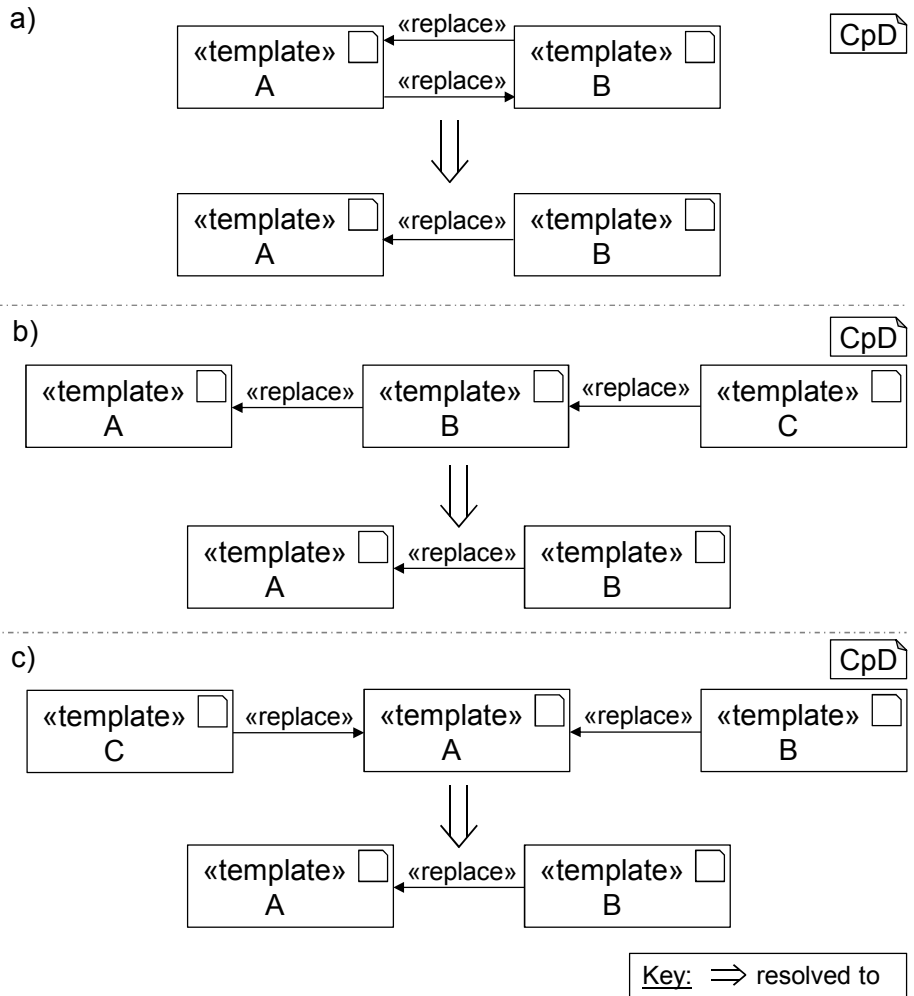 a)
CpD
«template» «replace» «template»
A «replace» B
«template» «replace» «template»
A B
b)
CpD
«template» «replace» «template» «replace» «template»
A B C
«template» «replace» «template»
A B
c)
CpD
«template» «replace» «template» «replace» «template»
C A B
«template» «replace» «template»
A B
Key: resolved to